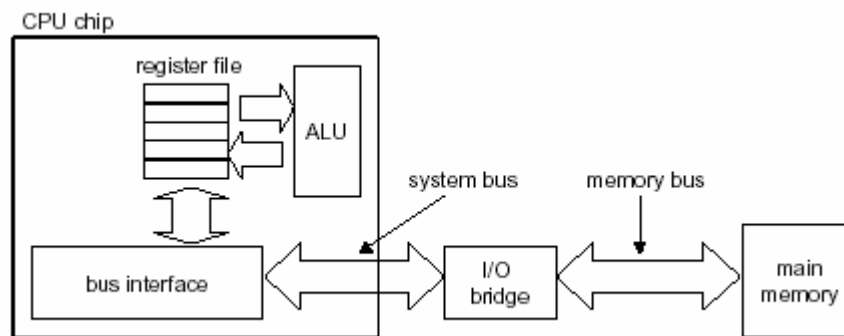 CPU chip
register file
ALU
system bus
memory bus
bus interface
I/O
bridge
main
memory